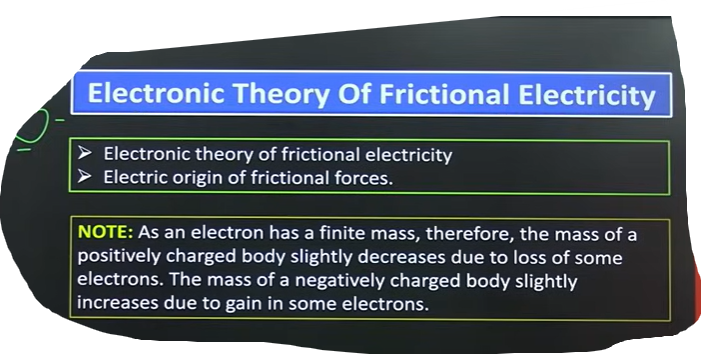 Electronic Theory Of Frictional Electricity
➢ Electronic theory of frictional electricity
➢ Electric origin of frictional forces.
NOTE: As an electron has a finite mass, therefore, the mass of a
positively charged body slightly decreases due to loss of some
electrons. The mass of a negatively charged body slightly
increases due to gain in some electrons.